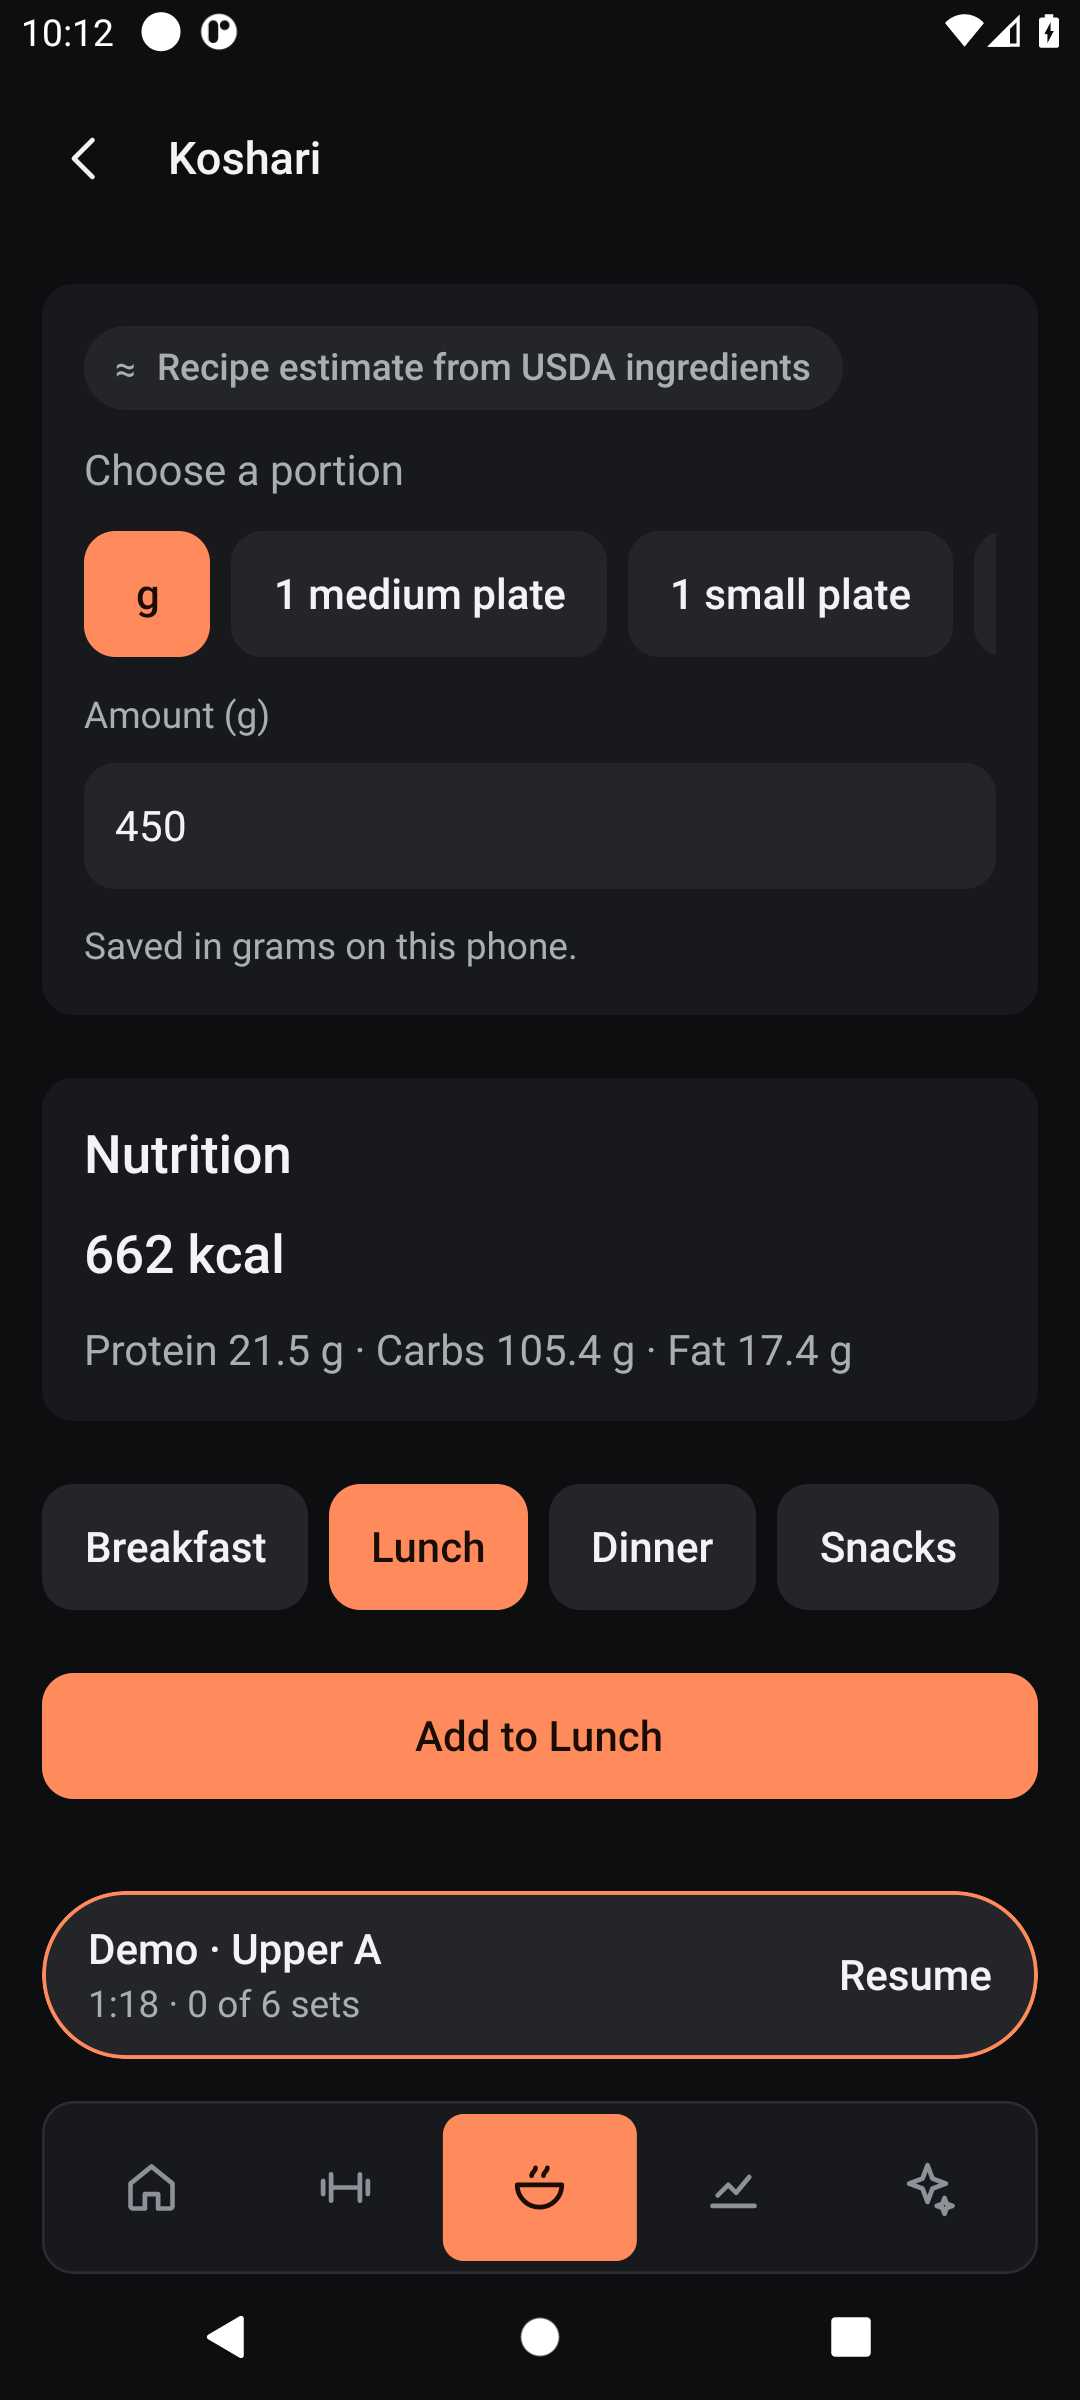 10:12
Koshari
≈ Recipe estimate from USDA ingredients
Choose a portion
g
1 medium plate
1 small plate
Amount (g)
450
Saved in grams on this phone.
Nutrition
662 kcal
Protein 21.5 g · Carbs 105.4 g · Fat 17.4 g
Breakfast
Lunch
Dinner
Snacks
Add to Lunch
Demo · Upper A
1:18 · 0 of 6 sets
Resume